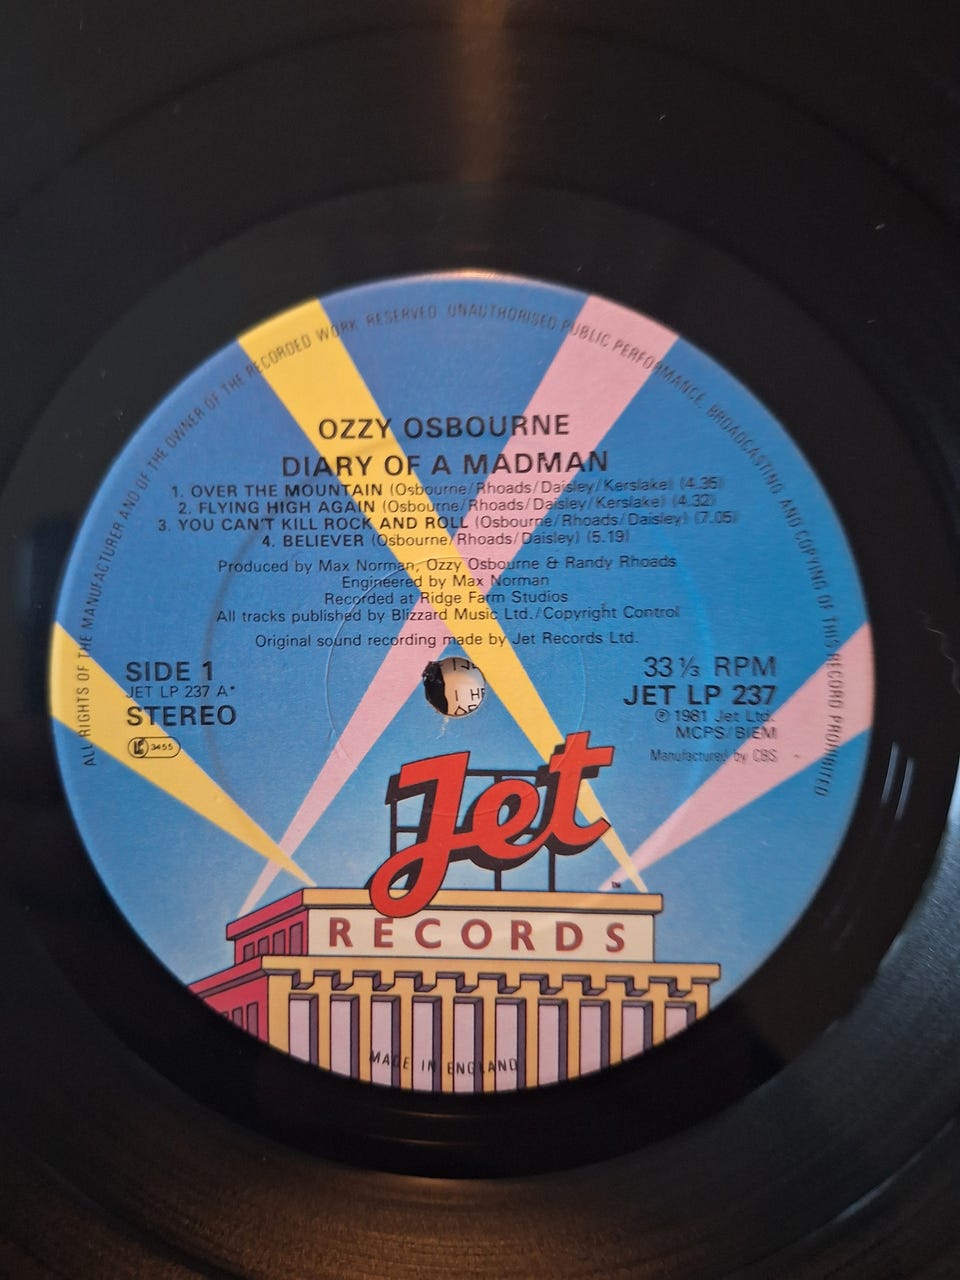 ALL RIGHTS OF THE MANUFACTURER AND OF THE OWNER OF THE RECORDED WORK RESERVED. UNAUTHORISED PUBLIC PERFORMANCE. BROADCASTING AND COPYING OF THIS RECORD PROHIBITED
OZZY OSBOURNE
DIARY OF A MADMAN
1. OVER THE MOUNTAIN (Osbourne/Rhoads/Daisley/Kerslake) (4.35)
2. FLYING HIGH AGAIN (Osbourne/Rhoads/Daisley/Kerslake) (4.32)
3. YOU CAN'T KILL ROCK AND ROLL (Osbourne/Rhoads/Daisley) (7.05)
4. BELIEVER (Osbourne/Rhoads/Daisley) (5.19)
Produced by Max Norman, Ozzy Osbourne & Randy Rhoads
Engineered by Max Norman
Recorded at Ridge Farm Studios
All tracks published by Blizzard Music Ltd./Copyright Control
Original sound recording made by Jet Records Ltd.
SIDE 1
JET LP 237 A*
STEREO
LC 3455
33⅓ RPM
JET LP 237
℗ 1981 Jet Ltd.
MCPS/BIEM
Manufactured by CBS
Jet
TM
RECORDS
MADE IN ENGLAND